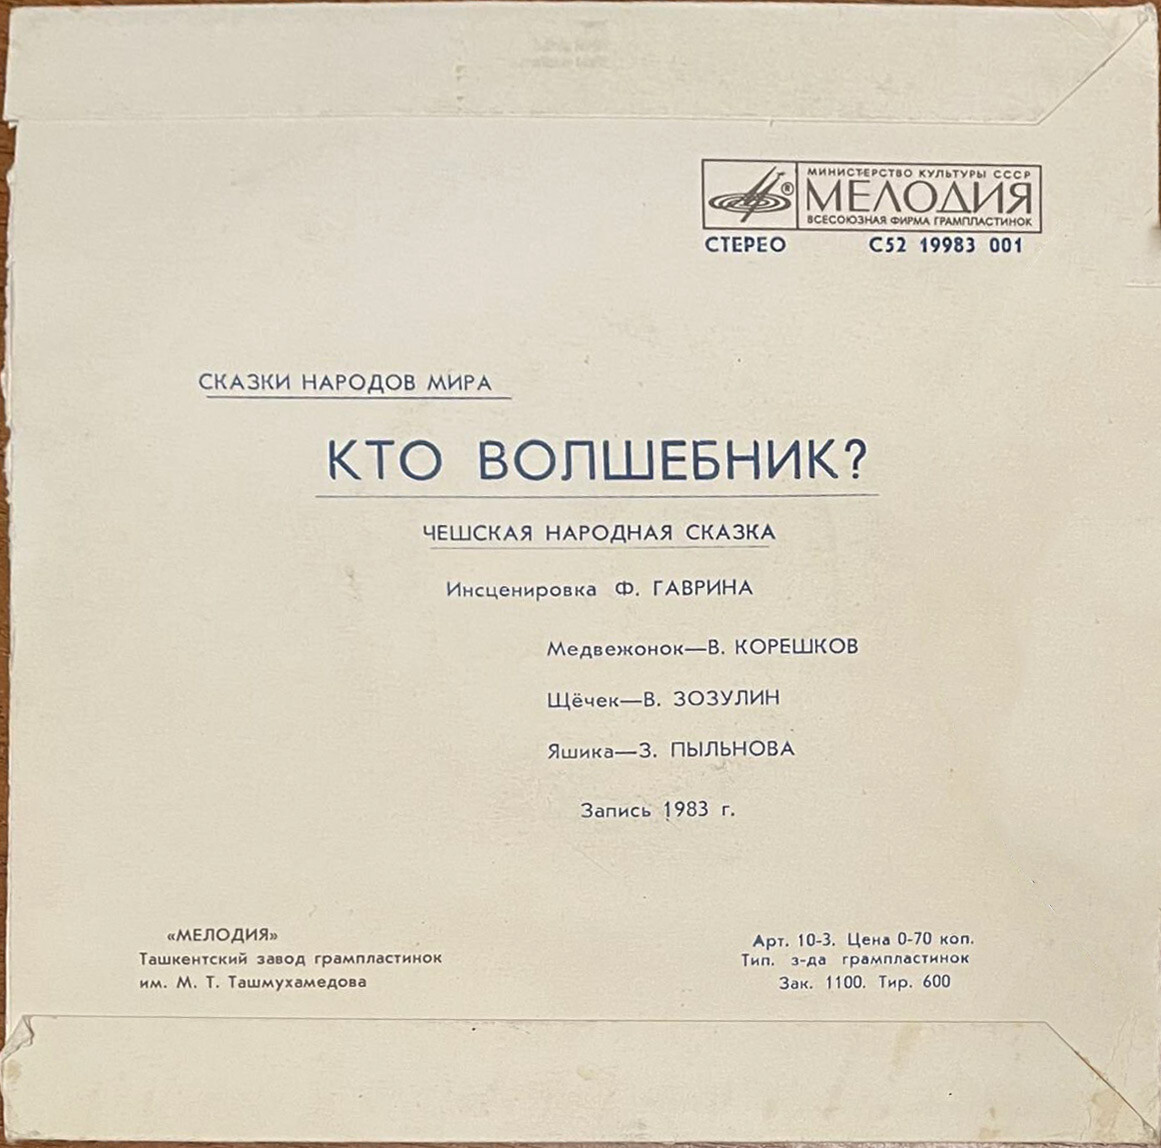 МИНИСТЕРСТВО КУЛЬТУРЫ СССР
® МЕЛОДИЯ
ВСЕСОЮЗНАЯ ФИРМА ГРАМПЛАСТИНОК
СТЕРЕО С52 19983 001
СКАЗКИ НАРОДОВ МИРА
КТО ВОЛШЕБНИК?
ЧЕШСКАЯ НАРОДНАЯ СКАЗКА
Инсценировка Ф. ГАВРИНА
Медвежонок—В. КОРЕШКОВ
Щёчек—В. ЗОЗУЛИН
Яшика—З. ПЫЛЬНОВА
Запись 1983 г.
«МЕЛОДИЯ»
Ташкентский завод грампластинок
им. М. Т. Ташмухамедова
Арт. 10-3. Цена 0-70 коп.
Тип. з-да грампластинок
Зак. 1100. Тир. 600